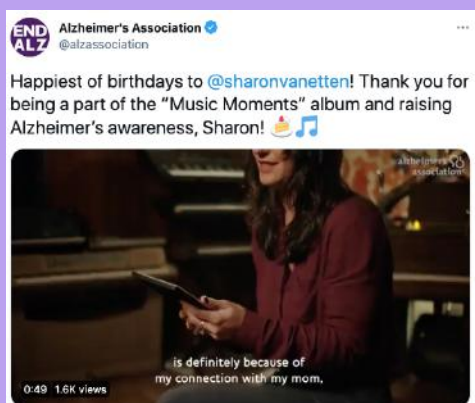 END
ALZ
Alzheimer's Association
@alzassociation
Happiest of birthdays to @sharonvanetten! Thank you for
being a part of the “Music Moments” album and raising
Alzheimer’s awareness, Sharon! 🍰🎵
alzheimer's
association
is definitely because of
my connection with my mom,
0:49 1.6K views